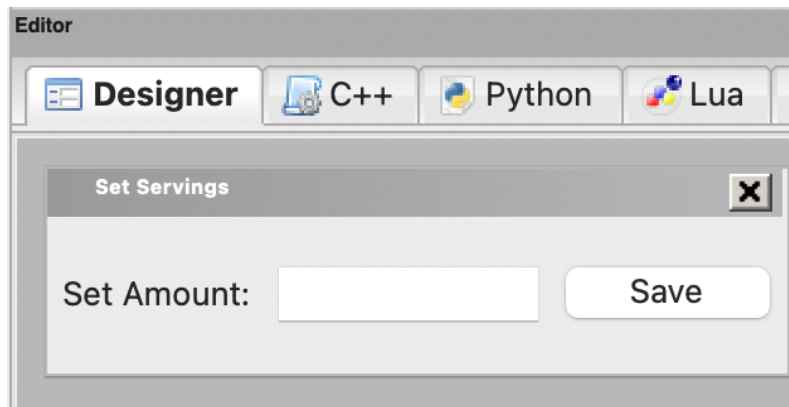 Editor
Designer C++ Python Lua
Set Servings
Set Amount: Save